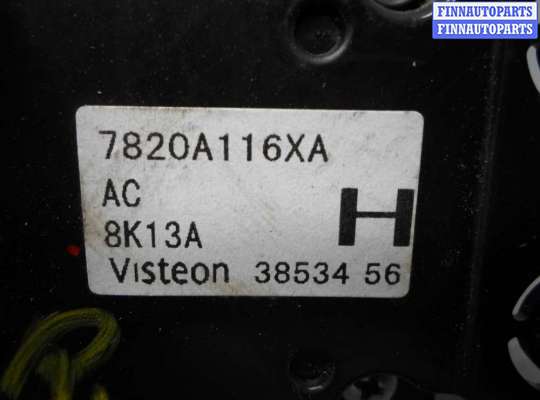 FINNAUTOPARTS
FINNAUTOPARTS
7820A116XA
AC
8K13A
H
Visteon 38534 56